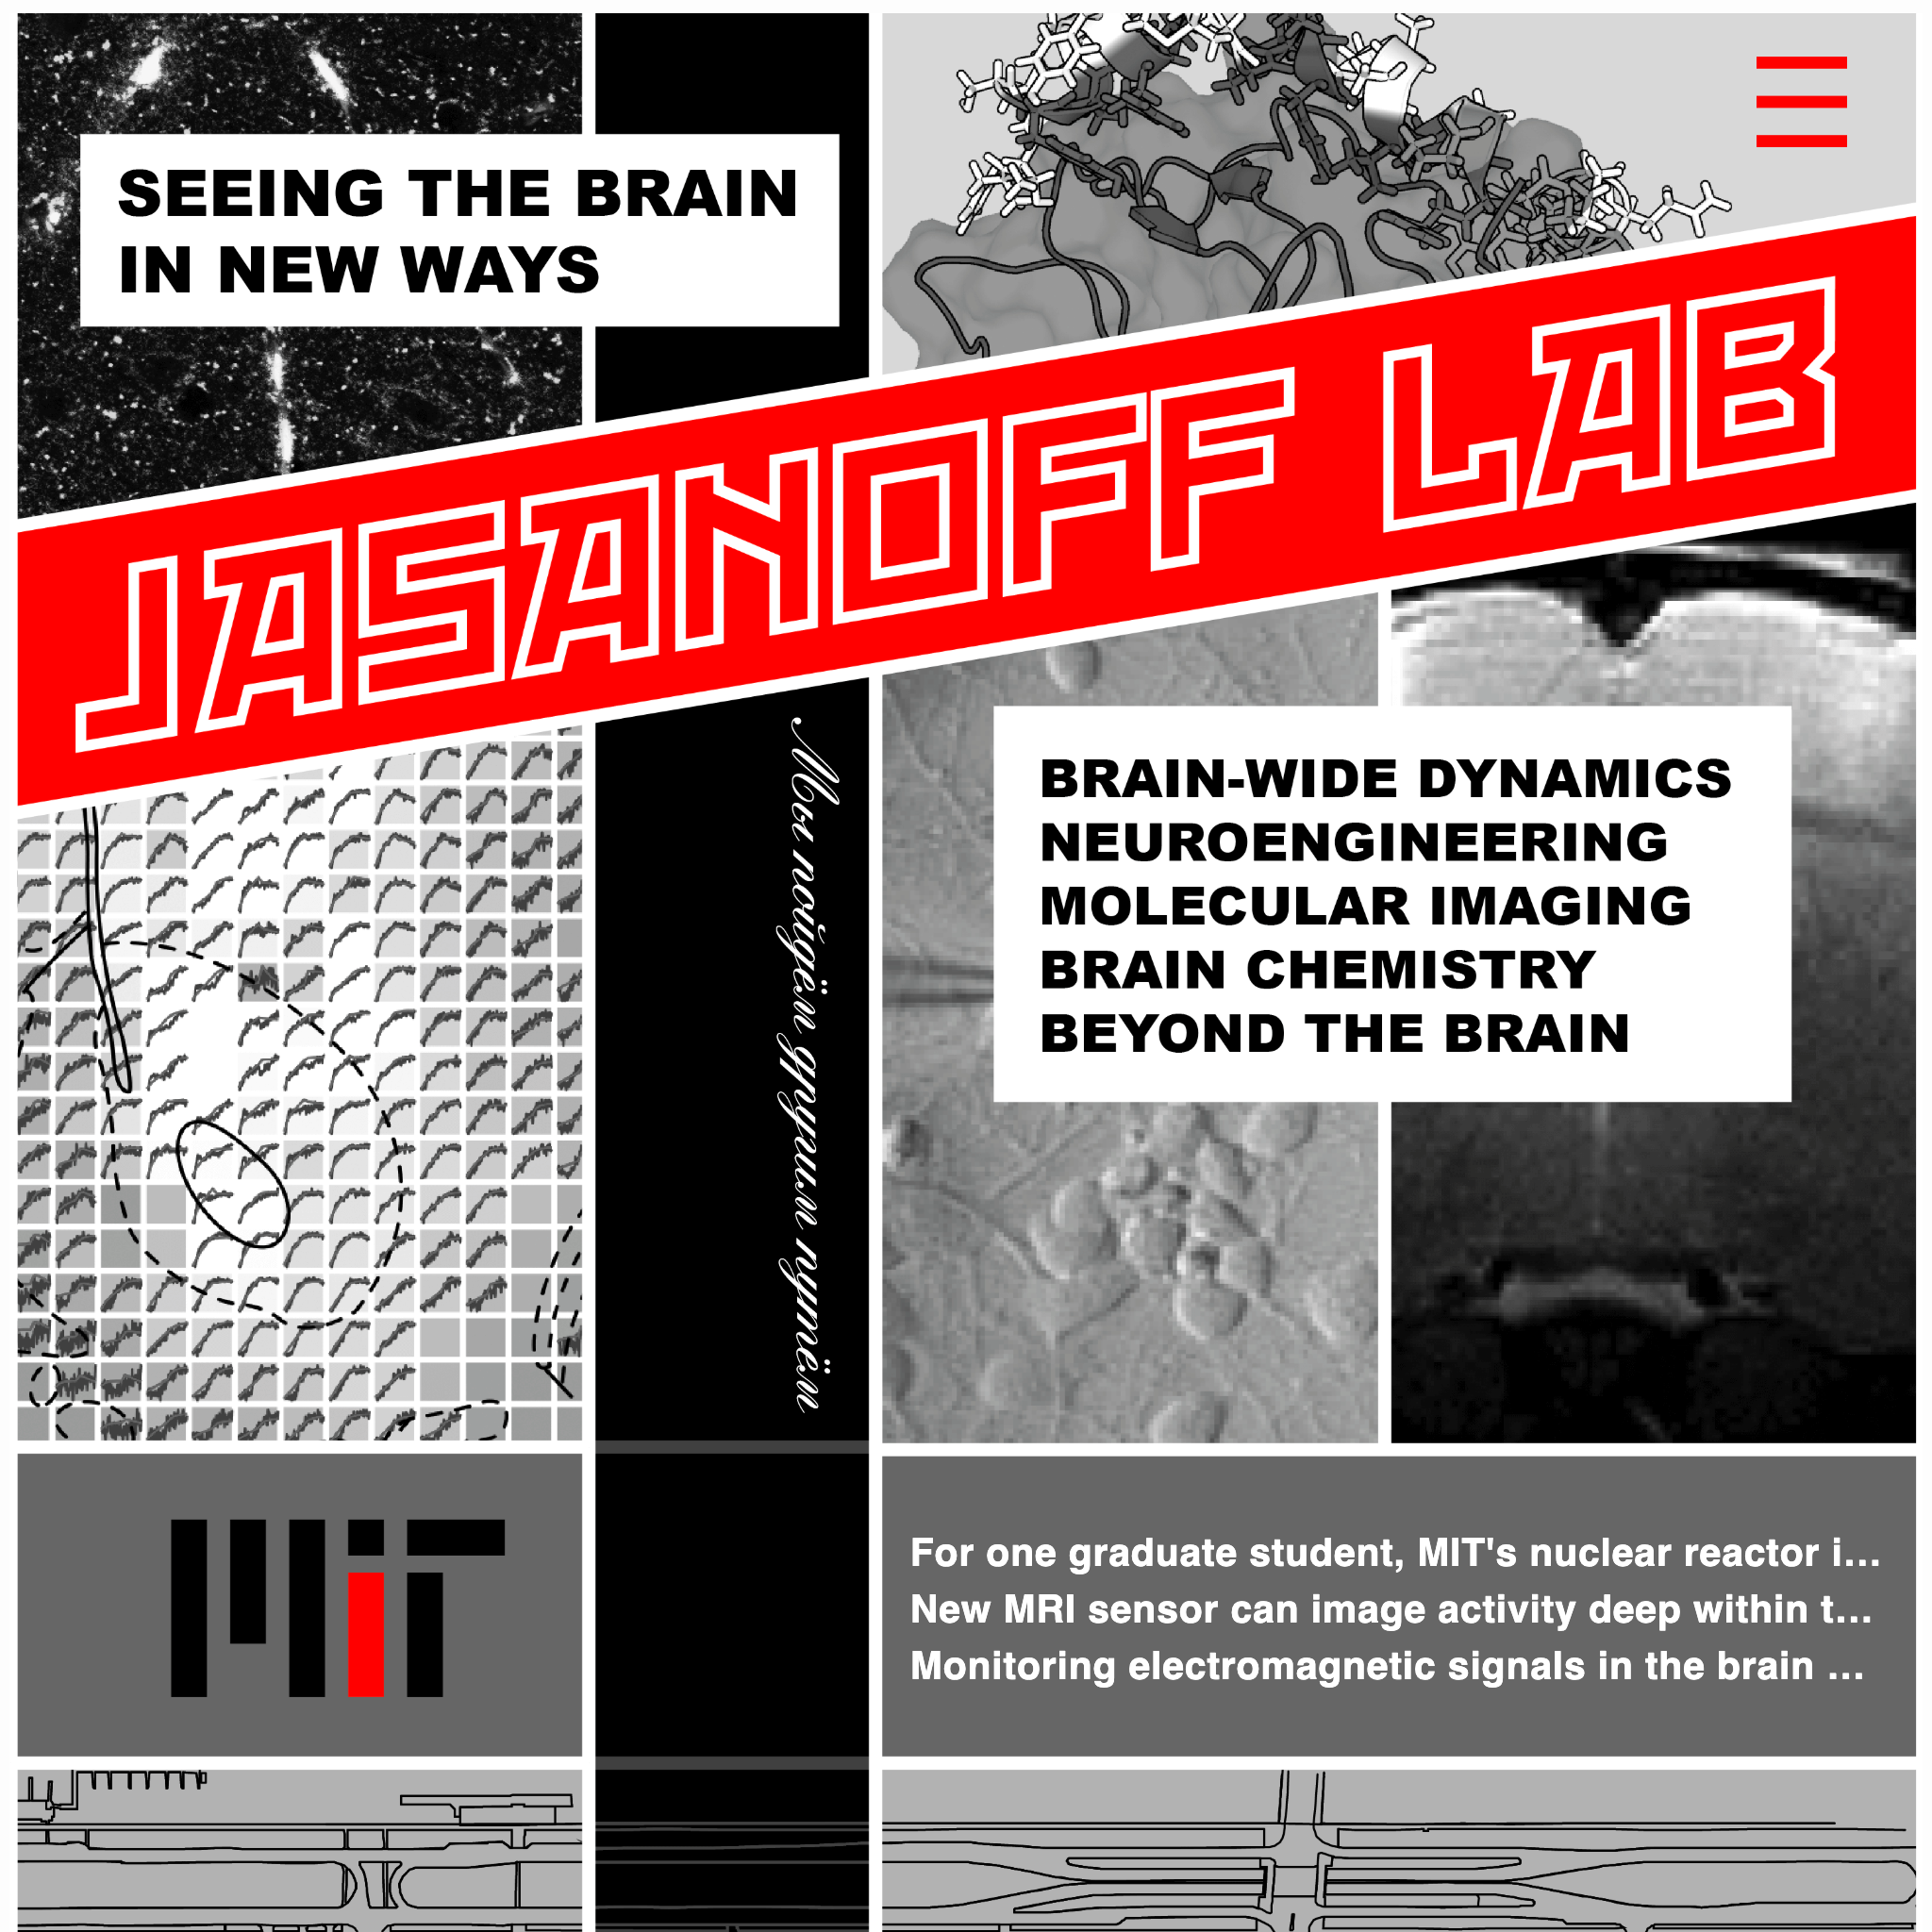 SEEING THE BRAIN
IN NEW WAYS
JASANOFF LAB
Мы пойдём другим путём
BRAIN-WIDE DYNAMICS
NEUROENGINEERING
MOLECULAR IMAGING
BRAIN CHEMISTRY
BEYOND THE BRAIN
MIT
For one graduate student, MIT's nuclear reactor i...
New MRI sensor can image activity deep within t...
Monitoring electromagnetic signals in the brain ...